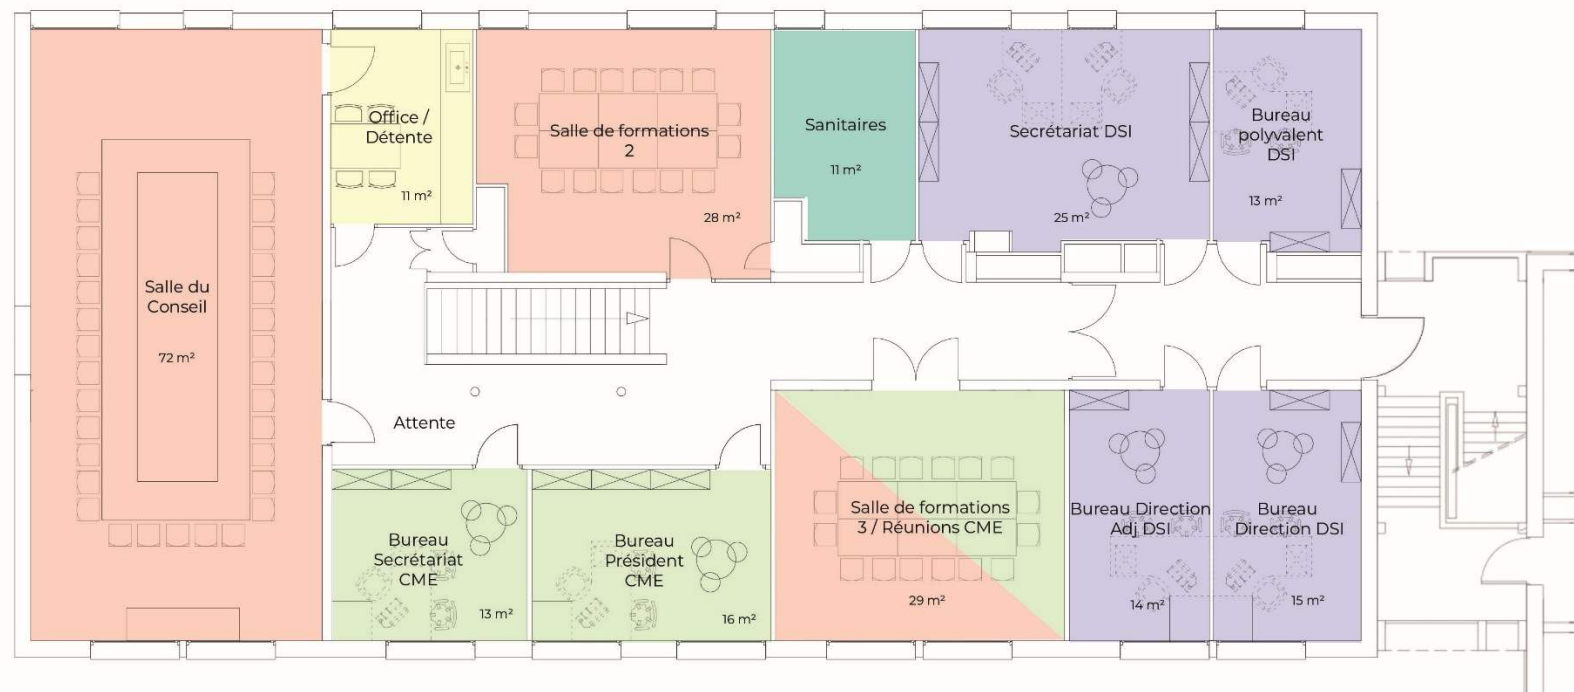 Salle du
Conseil
72 m²
Office /
Détente
11 m²
Salle de formations
2
28 m²
Sanitaires
11 m²
Secrétariat DSI
25 m²
Bureau
polyvalent
DSI
13 m²
Attente
Bureau
Secrétariat
CME
13 m²
Bureau
Président
CME
16 m²
Salle de formations
3 / Réunions CME
29 m²
Bureau Direction
Adj DSI
14 m²
Bureau
Direction DSI
15 m²